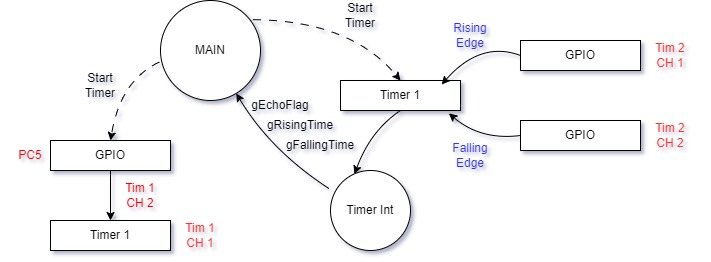 Start
Timer
MAIN
Rising
Edge
GPIO
Tim 2
CH 1
Start
Timer
Timer 1
gEchoFlag
gRisingTime
gFallingTime
GPIO
Tim 2
CH 2
Falling
Edge
PC5
GPIO
Tim 1
CH 2
Timer Int
Timer 1
Tim 1
CH 1